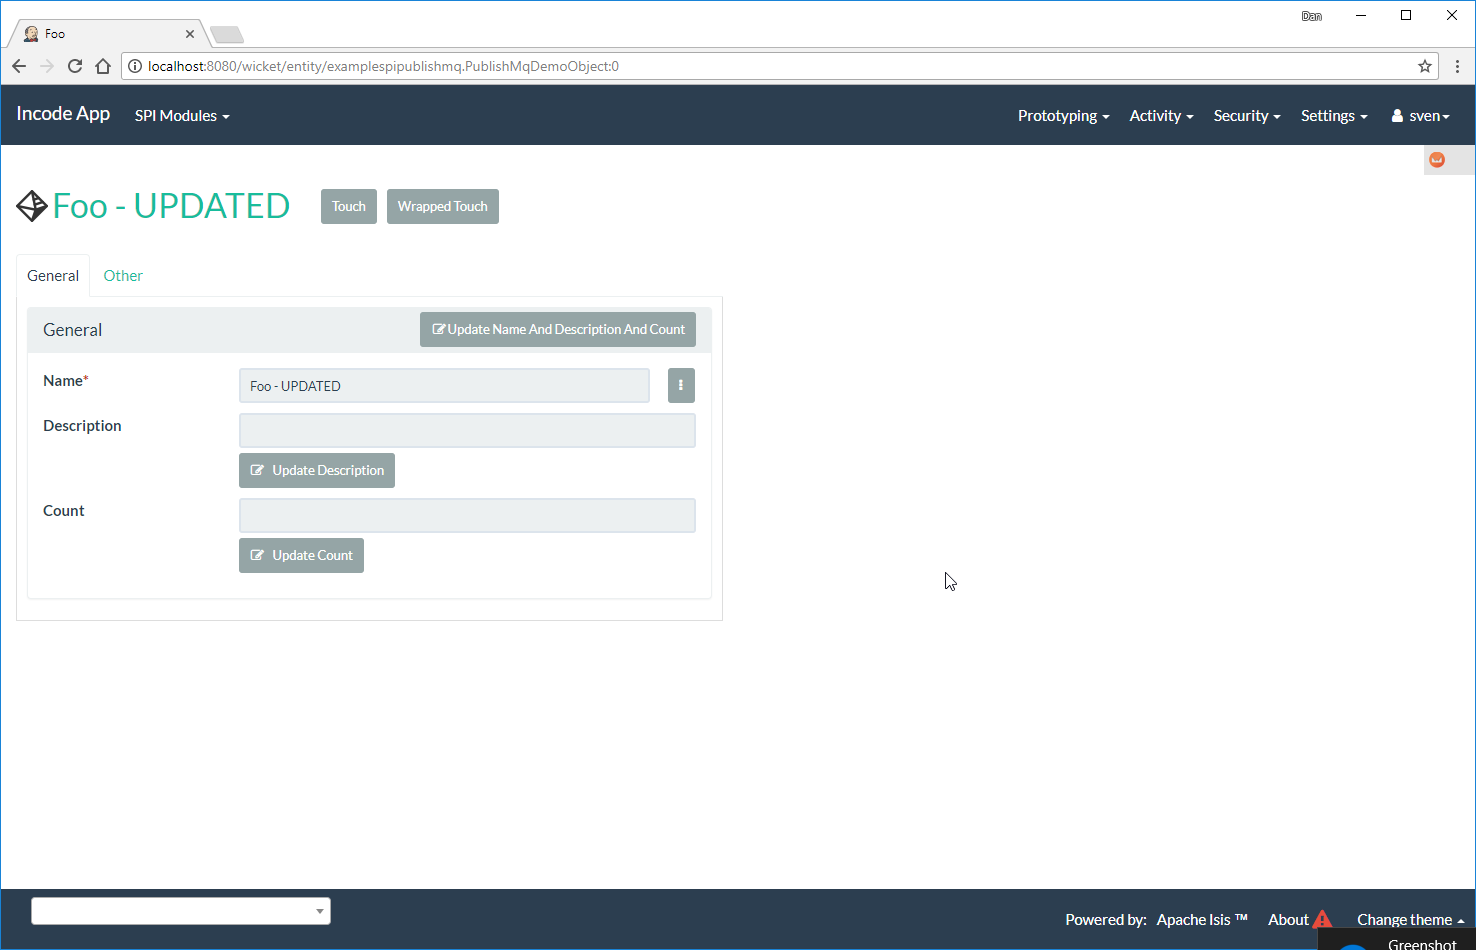 Dan
Foo
localhost:8080/wicket/entity/examplespipublishmq.PublishMqDemoObject:0
Incode App SPI Modules Prototyping Activity Security Settings sven
Foo - UPDATED Touch Wrapped Touch
General Other
General Update Name And Description And Count
Name* Foo - UPDATED
Description
Update Description
Count
Update Count
Powered by: Apache Isis ™ About Change theme
Greenshot